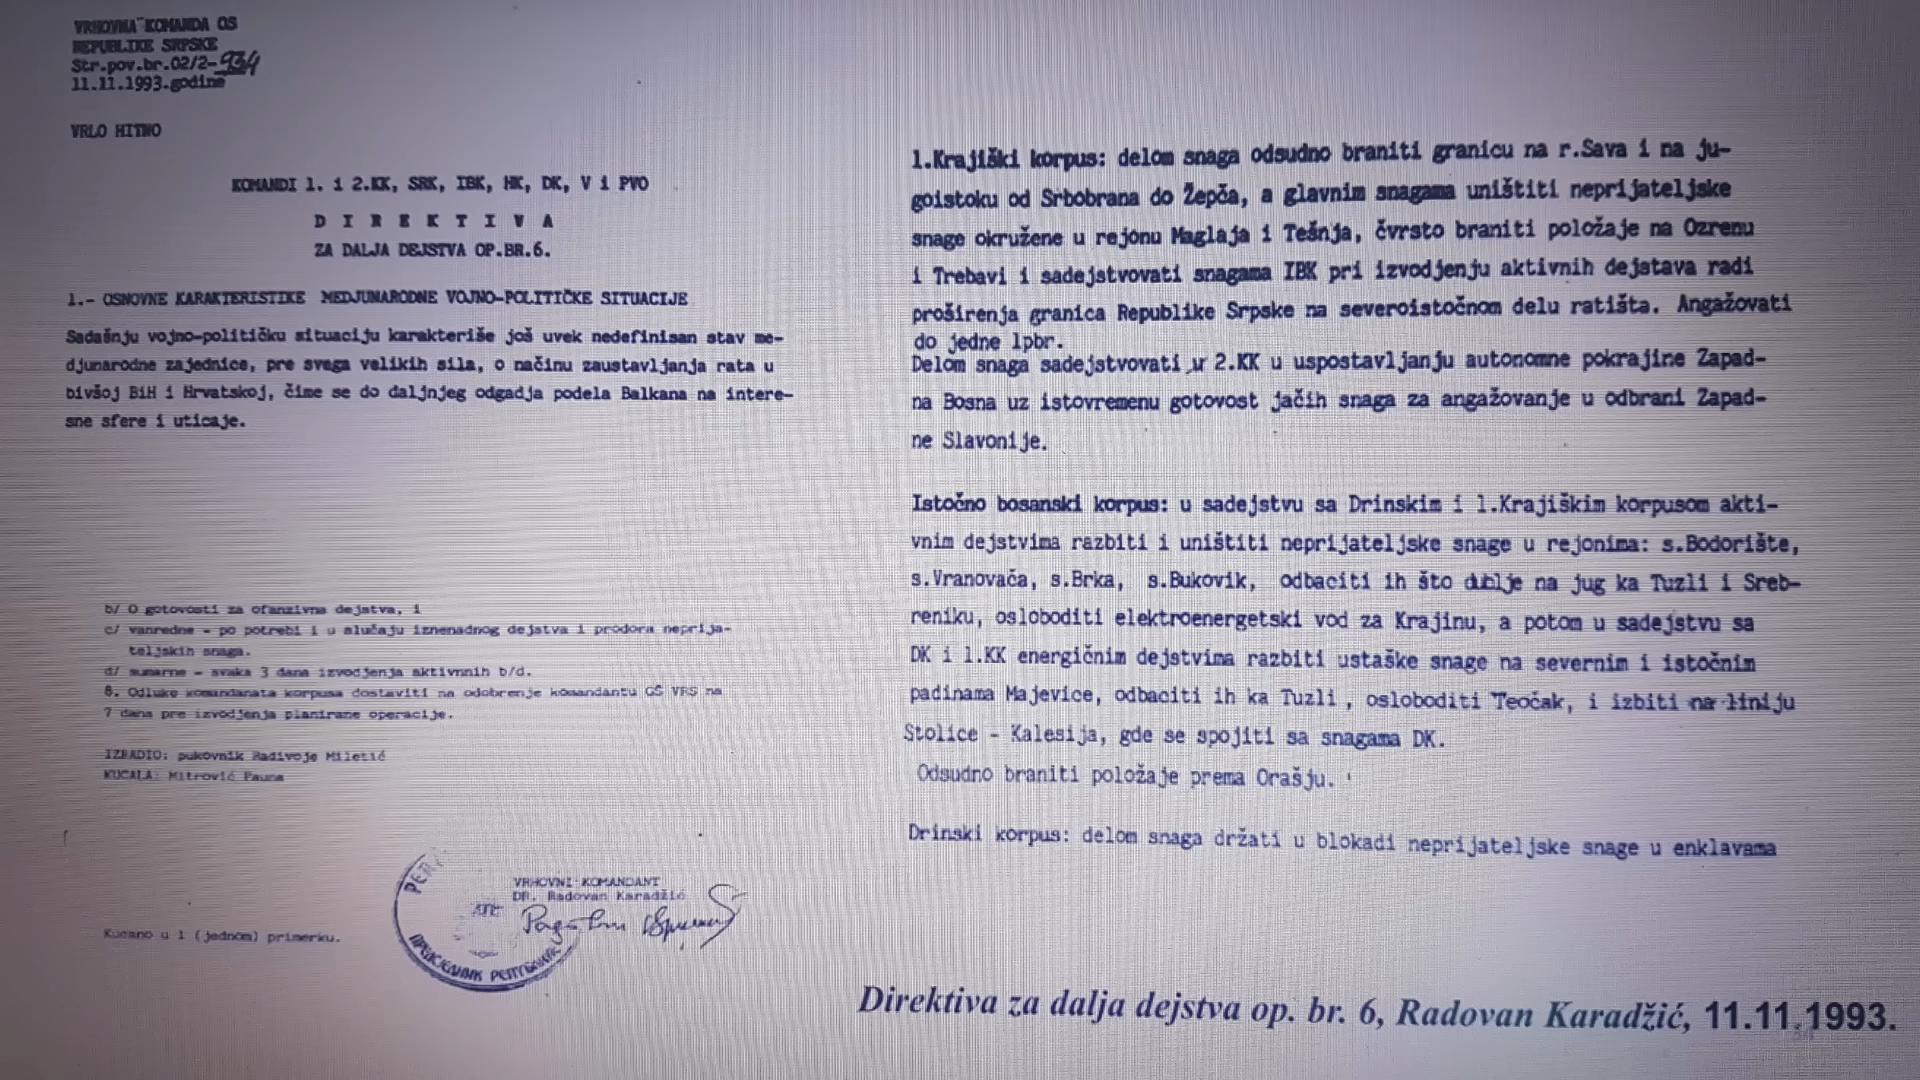 VRHOVNA KOMANDA OS
REPUBLIKE SRPSKE
Str.pov.br.02/2-934
11.11.1993.godine
VRLO HITNO
KOMANDI 1. i 2.KK, SRK, IBK, HK, DK, V i PVO
D I R E K T I V A
ZA DALJA DEJSTVA OP.BR.6.
1.- OSNOVNE KARAKTERISTIKE MEDJUNARODNE VOJNO-POLITIČKE SITUACIJE
Sadašnju vojno-političku situaciju karakteriše još uvek nedefinisan stav me-
djunarodne zajednice, pre svega velikih sila, o načinu zaustavljanja rata u
bivšoj BiH i Hrvatskoj, čime se do daljnjeg odgadja podela Balkana na intere-
sne sfere i uticaje.
b/ O gotovosti za ofanzivna dejstva, i
c/ vanredne - po potrebi i u slučaju iznenadnog dejstva i prodora neprija-
teljskih snaga.
d/ sumarne - svaka 3 dana izvodjenja aktivnih b/d.
8. Odluke komandanata korpusa dostaviti na odobrenje komandantu GŠ VRS na
7 dana pre izvodjenja planirane operacije.
IZRADIO: pukovnik Radivoje Miletić
KUCALA: Mitrović Pauna
VRHOVNI KOMANDANT
DR. Radovan Karadžić
Kucano u 1 (jednom) primerku.
1.Krajiški korpus: delom snaga odsudno braniti granicu na r.Sava i na ju-
goistoku od Srbobrana do Žepča, a glavnim snagama uništiti neprijateljske
snage okružene u rejonu Maglaja i Tešnja, čvrsto braniti položaje na Ozrenu
i Trebavi i sadejstvovati snagama IBK pri izvodjenju aktivnih dejstava radi
proširenja granica Republike Srpske na severoistočnom delu ratišta. Angažovati
do jedne lpbr.
Delom snaga sadejstvovati 2.KK u uspostavljanju autonomne pokrajine Zapad-
na Bosna uz istovremenu gotovost jačih snaga za angažovanje u odbrani Zapad-
ne Slavonije.
Istočno bosanski korpus: u sadejstvu sa Drinskim i 1.Krajiškim korpusom akti-
vnim dejstvima razbiti i uništiti neprijateljske snage u rejonima: s.Bodorište,
s.Vranovača, s.Brka, s.Bukovik, odbaciti ih što dublje na jug ka Tuzli i Sreb-
reniku, osloboditi elektroenergetski vod za Krajinu, a potom u sadejstvu sa
DK i 1.KK energičnim dejstvima razbiti ustaške snage na severnim i istočnim
padinama Majevice, odbaciti ih ka Tuzli , osloboditi Teočak, i izbiti na liniju
Stolice - Kalesija, gde se spojiti sa snagama DK.
Odsudno braniti položaje prema Orašju.
Drinski korpus: delom snaga držati u blokadi neprijateljske snage u enklavama
Direktiva za dalja dejstva op. br. 6, Radovan Karadžić, 11.11.1993.